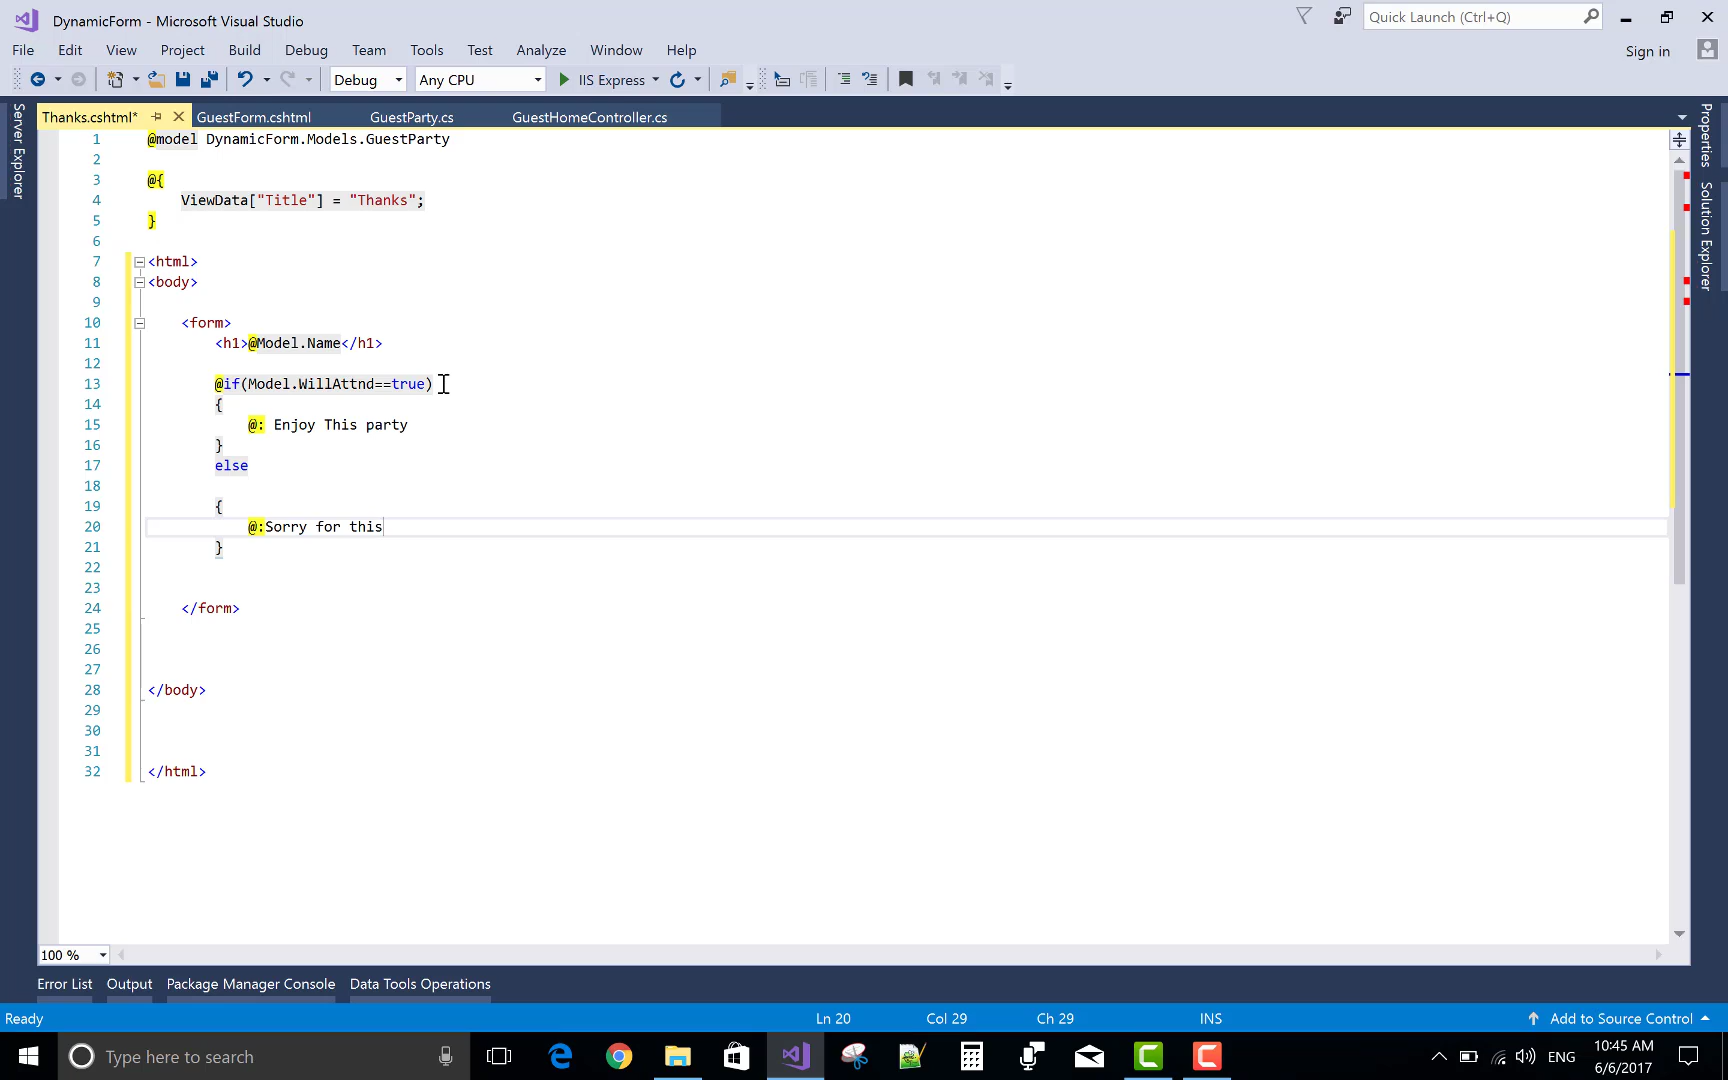 DynamicForm - Microsoft Visual Studio
Quick Launch (Ctrl+Q)
File Edit View Project Build Debug Team Tools Test Analyze Window Help
Sign in
Debug Any CPU IIS Express
Server Explorer
Thanks.cshtml* GuestForm.cshtml GuestParty.cs GuestHomeController.cs
Properties
Solution Explorer
1 @model DynamicForm.Models.GuestParty
2
3 @{
4 ViewData["Title"] = "Thanks";
5 }
6
7 <html>
8 <body>
9
10 <form>
11 <h1>@Model.Name</h1>
12
13 @if(Model.WillAttnd==true)
14 {
15 @: Enjoy This party
16 }
17 else
18
19 {
20 @:Sorry for this
21 }
22
23
24 </form>
25
26
27
28 </body>
29
30
31
32 </html>
100 %
Error List Output Package Manager Console Data Tools Operations
Ready Ln 20 Col 29 Ch 29 INS Add to Source Control
Type here to search
ENG
10:45 AM
6/6/2017